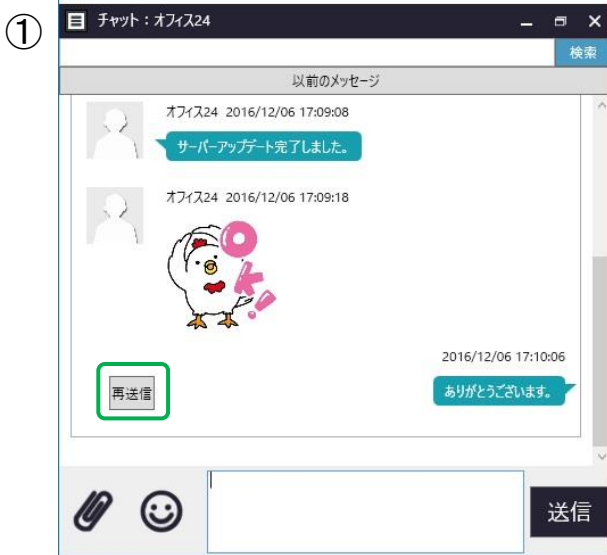 ①
チャット：オフィス24
検索
以前のメッセージ
オフィス24 2016/12/06 17:09:08
サーバーアップデート完了しました。
オフィス24 2016/12/06 17:09:18
OK!
2016/12/06 17:10:06
再送信
ありがとうございます。
送信